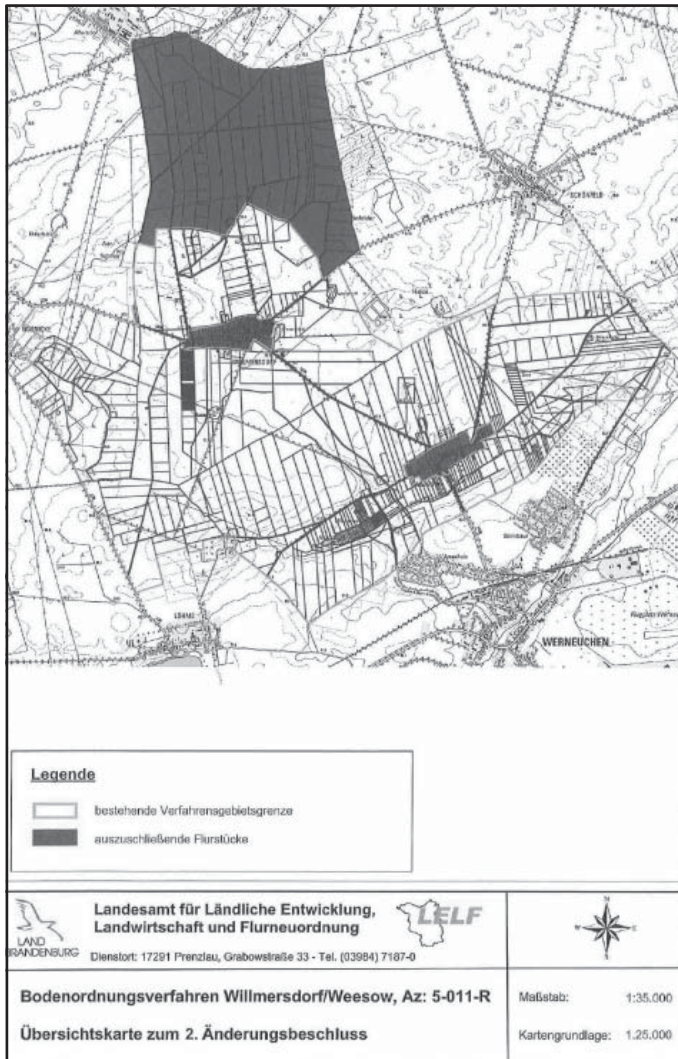 SCHÖNFELD
LÖHME
WERNEUCHEN
Legende
bestehende Verfahrensgebietsgrenze
auszuschließende Flurstücke
LAND
BRANDENBURG
Landesamt für Ländliche Entwicklung,
Landwirtschaft und Flurneuordnung
Dienstort: 17291 Prenzlau, Grabowstraße 33 - Tel. (03984) 7187-0
LELF
N
W
E
S
Bodenordnungsverfahren Willmersdorf/Weesow, Az: 5-011-R
Übersichtskarte zum 2. Änderungsbeschluss
Maßstab: 1:35.000
Kartengrundlage: 1:25.000